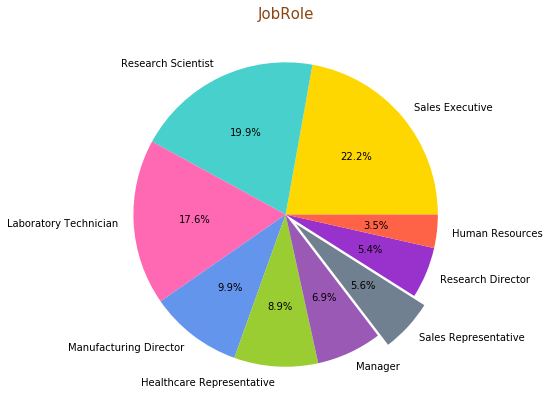 JobRole
Research Scientist
Sales Executive
19.9%
22.2%
Laboratory Technician
17.6%
3.5%
Human Resources
5.4%
Research Director
9.9%
8.9%
6.9%
5.6%
Sales Representative
Manufacturing Director
Manager
Healthcare Representative